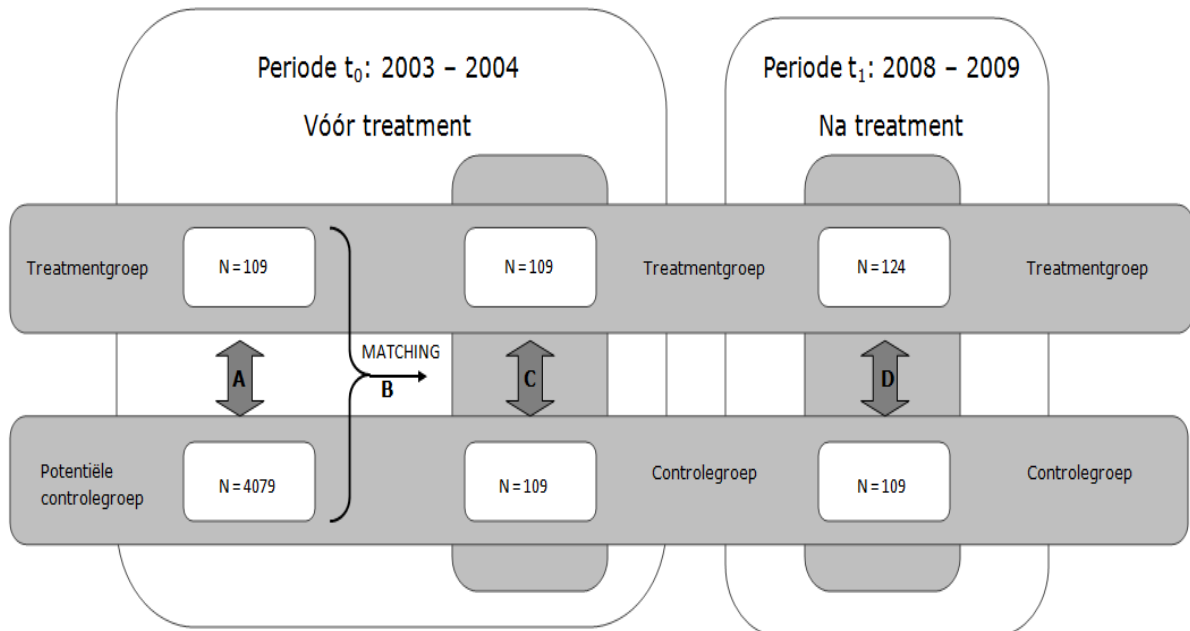 Periode t₀: 2003 – 2004
Vóór treatment
Periode t₁: 2008 – 2009
Na treatment
Treatmentgroep
N = 109
N = 109
Treatmentgroep
N = 124
Treatmentgroep
A
MATCHING
B
C
D
Potentiële
controlegroep
N = 4079
N = 109
Controlegroep
N = 109
Controlegroep